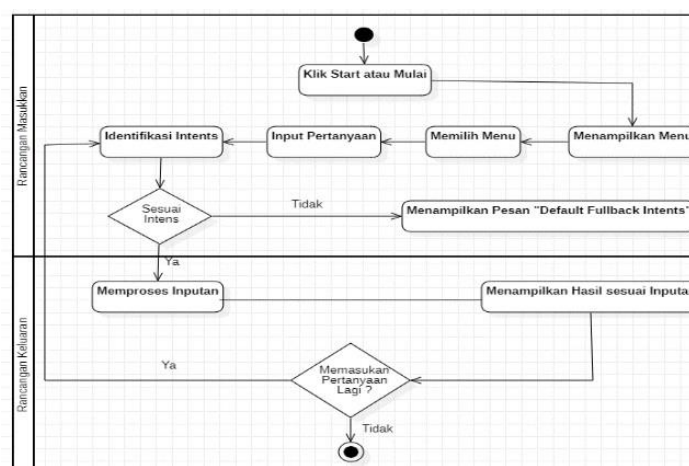 Rancangan Masukkan
Klik Start atau Mulai
Menampilkan Menu
Memilih Menu
Input Pertanyaan
Identifikasi Intents
Sesuai
Intens
Tidak
Menampilkan Pesan "Default Fullback Intents"
Ya
Rancangan Keluaran
Memproses Inputan
Menampilkan Hasil sesuai Inputa
Memasukan
Pertanyaan
Lagi ?
Ya
Tidak